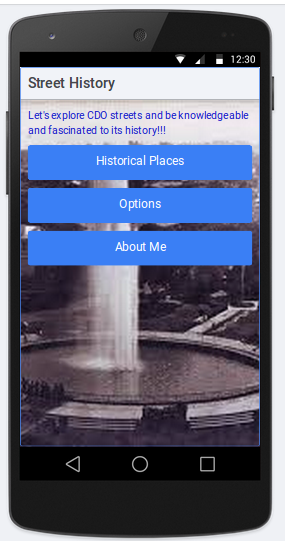 12:30
Street History
Let's explore CDO streets and be knowledgeable
and fascinated to its history!!!
Historical Places
Options
About Me